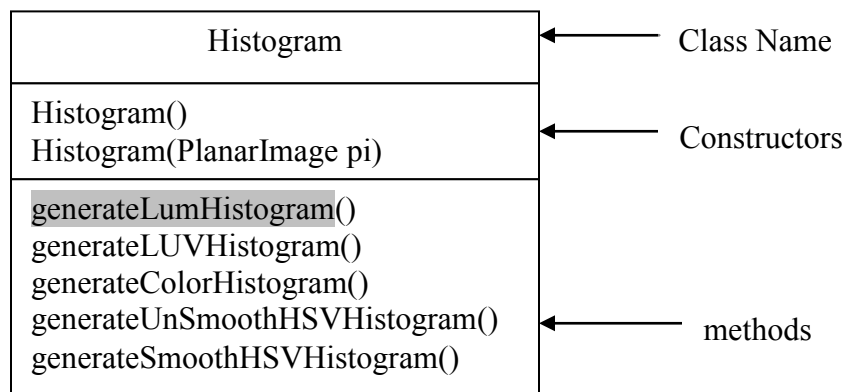 Histogram
Class Name
Histogram()
Histogram(PlanarImage pi)
Constructors
generateLumHistogram()
generateLUVHistogram()
generateColorHistogram()
generateUnSmoothHSVHistogram()
generateSmoothHSVHistogram()
methods